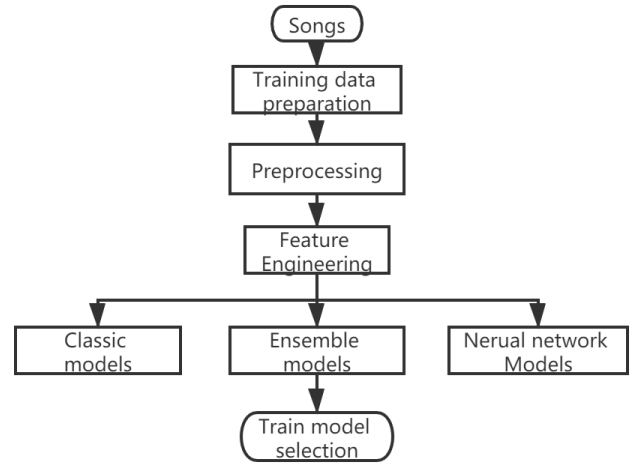 Songs
Training data
preparation
Preprocessing
Feature
Engineering
Classic
models
Ensemble
models
Nerual network
Models
Train model
selection